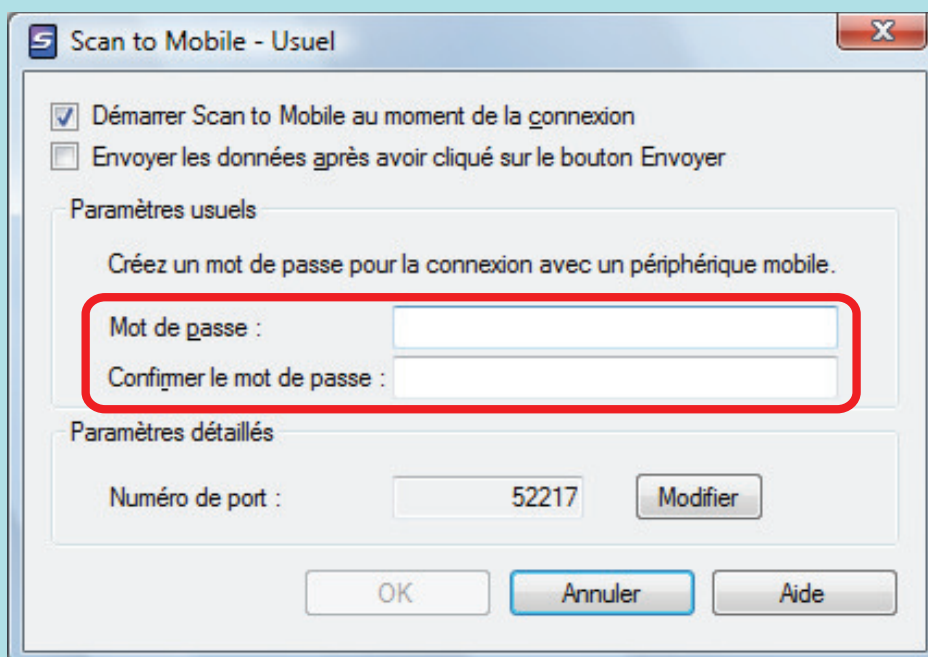 Scan to Mobile - Usuel
Démarrer Scan to Mobile au moment de la connexion
Envoyer les données après avoir cliqué sur le bouton Envoyer
Paramètres usuels
Créez un mot de passe pour la connexion avec un périphérique mobile.
Mot de passe :
Confirmer le mot de passe :
Paramètres détaillés
Numéro de port : 52217 Modifier
OK Annuler Aide